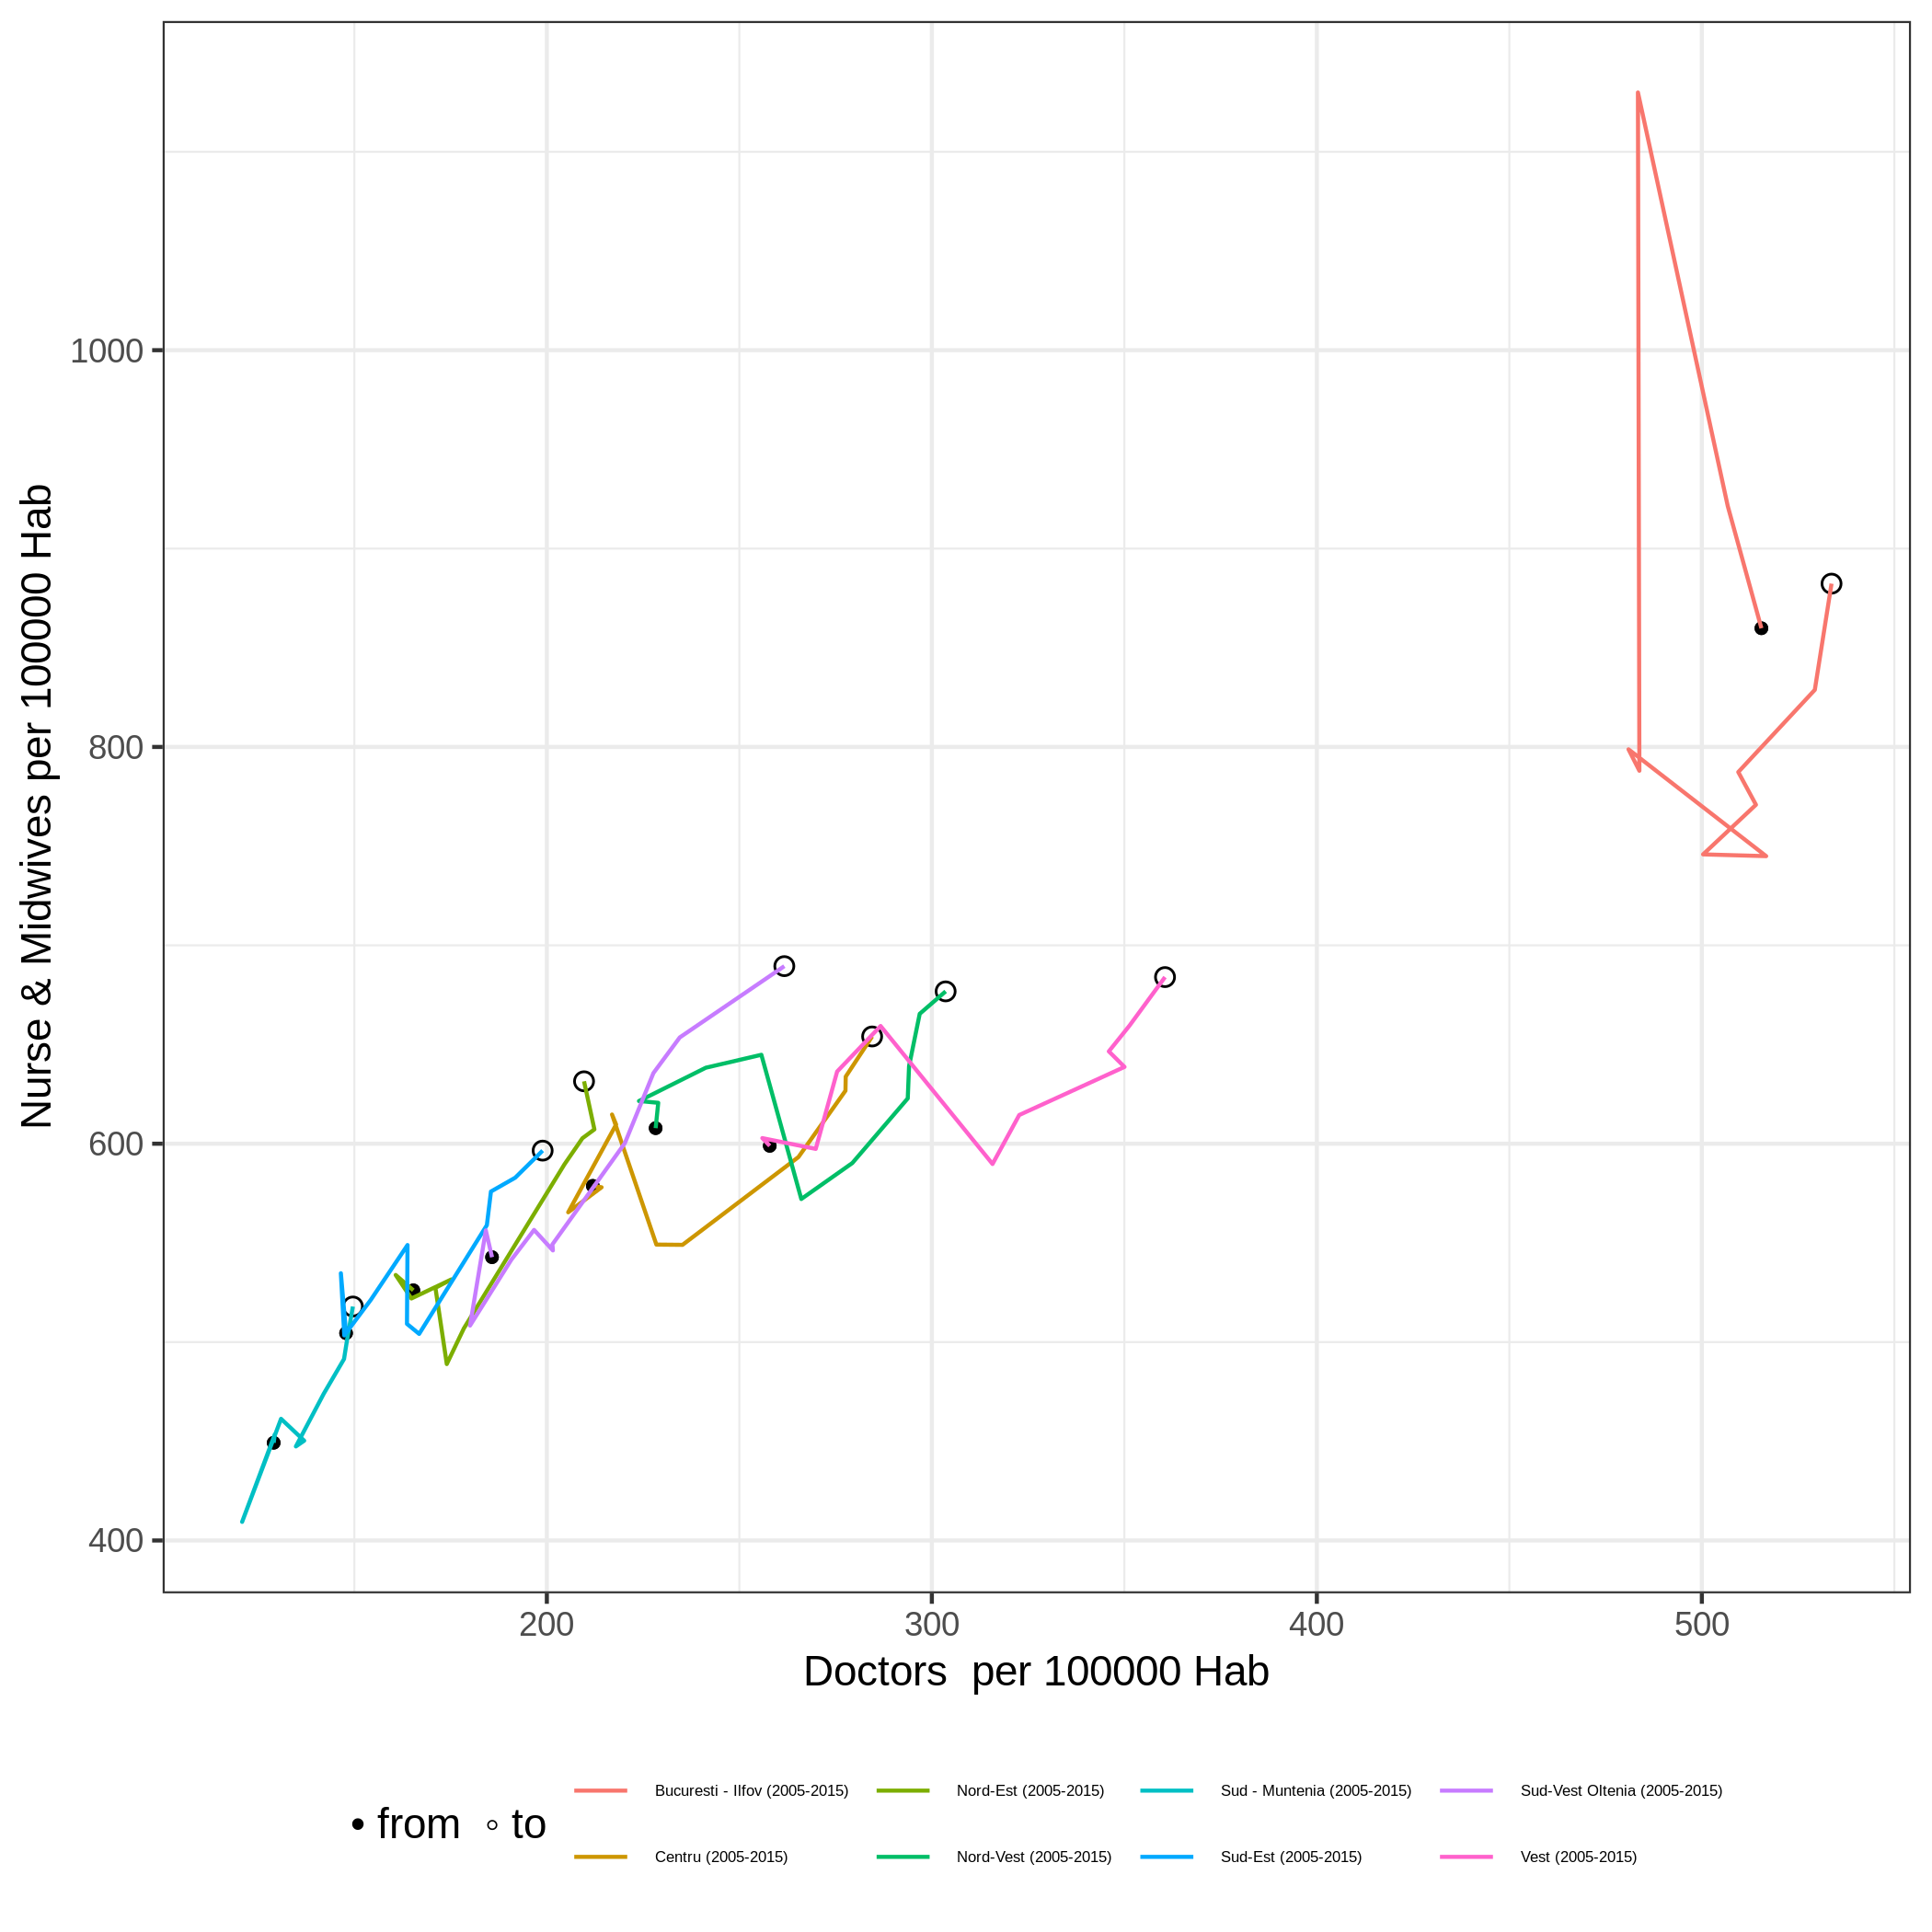 Nurse & Midwives per 100000 Hab
1000
800
600
400
200 300 400 500
Doctors  per 100000 Hab
from to
Bucuresti - Ilfov (2005-2015) Nord-Est (2005-2015) Sud - Muntenia (2005-2015) Sud-Vest Oltenia (2005-2015)
Centru (2005-2015) Nord-Vest (2005-2015) Sud-Est (2005-2015) Vest (2005-2015)